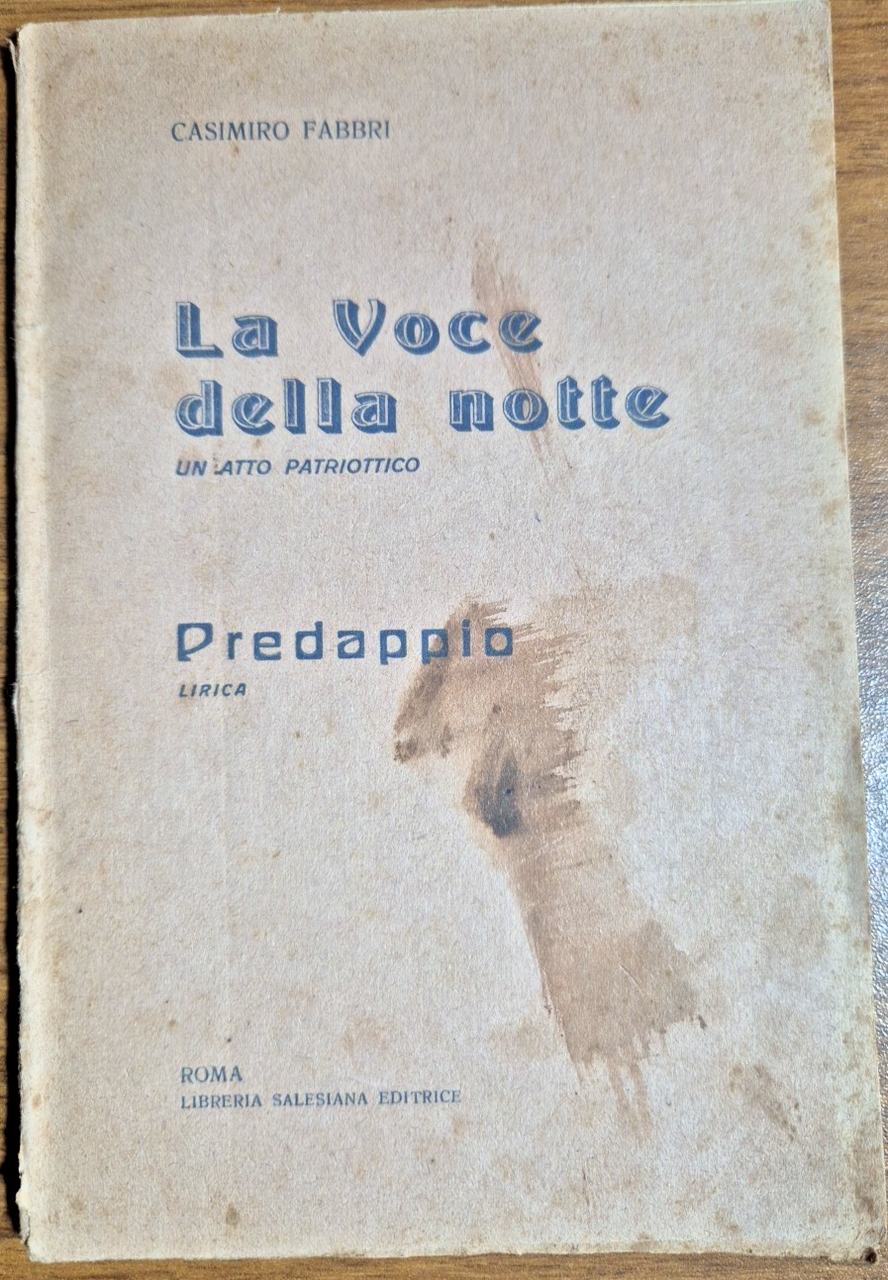 CASIMIRO FABBRI
La Voce
della notte
UN ATTO PATRIOTTICO
Predappio
LIRICA
ROMA
LIBRERIA SALESIANA EDITRICE